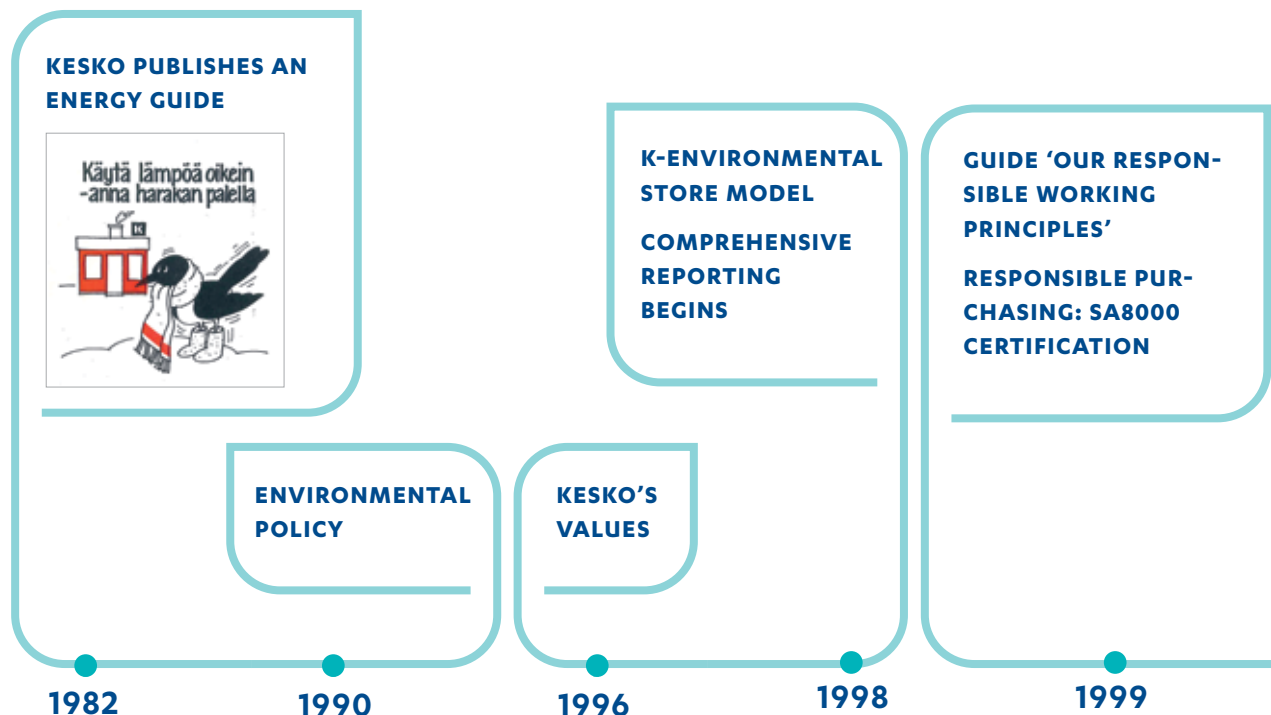 KESKO PUBLISHES AN
ENERGY GUIDE
Käytä lämpöä oikein
-anna harakan palella
K
ENVIRONMENTAL
POLICY
KESKO’S
VALUES
K-ENVIRONMENTAL
STORE MODEL
COMPREHENSIVE
REPORTING
BEGINS
GUIDE ‘OUR RESPON-
SIBLE WORKING
PRINCIPLES’
RESPONSIBLE PUR-
CHASING: SA8000
CERTIFICATION
1982
1990
1996
1998
1999